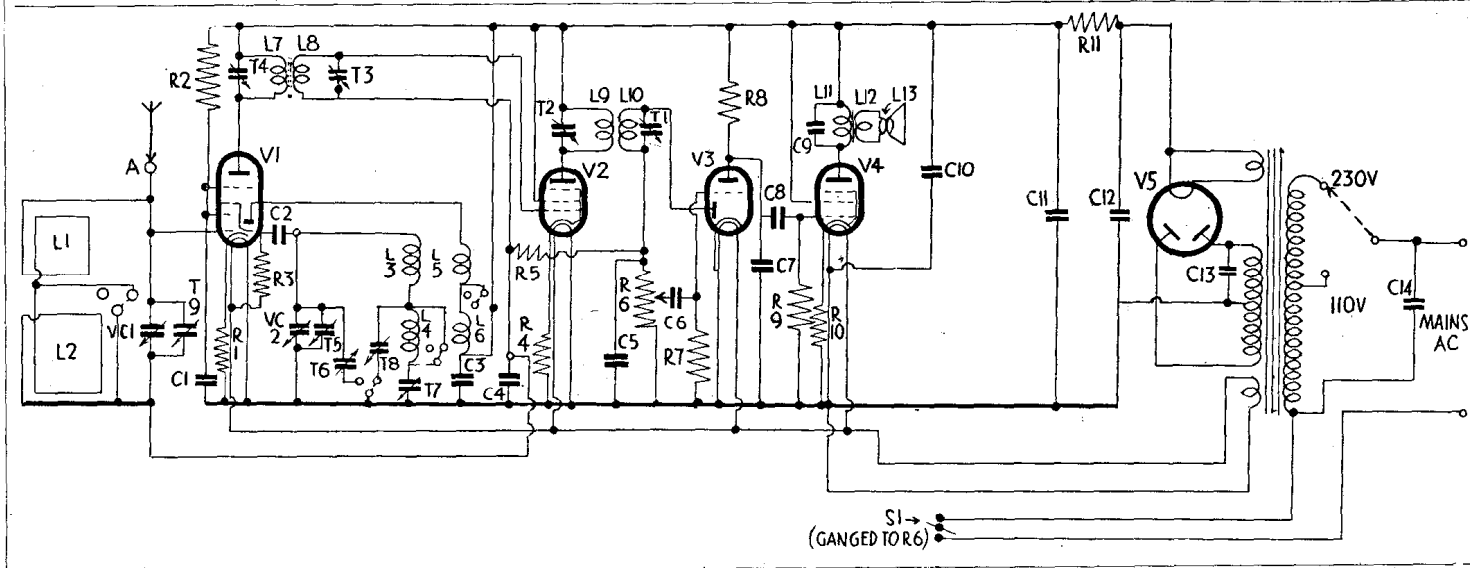 L7 L8
R2
T4
T3
R11
L9 L10
T2
T1
R8
L11 L12 L13
C9
A
V1
V2
V3
V4
V5
230V
C10
C11
C12
L1
C2
C8
L3
L5
R3
R5
C7
C13
110V
T9
VC1
L2
R1
VC2
T5
L4
L6
R4
R6
C6
R9
R10
C14
MAINS
AC
C1
T6
T8
T7
C3
C4
C5
R7
S1→
(GANGED TO R6)